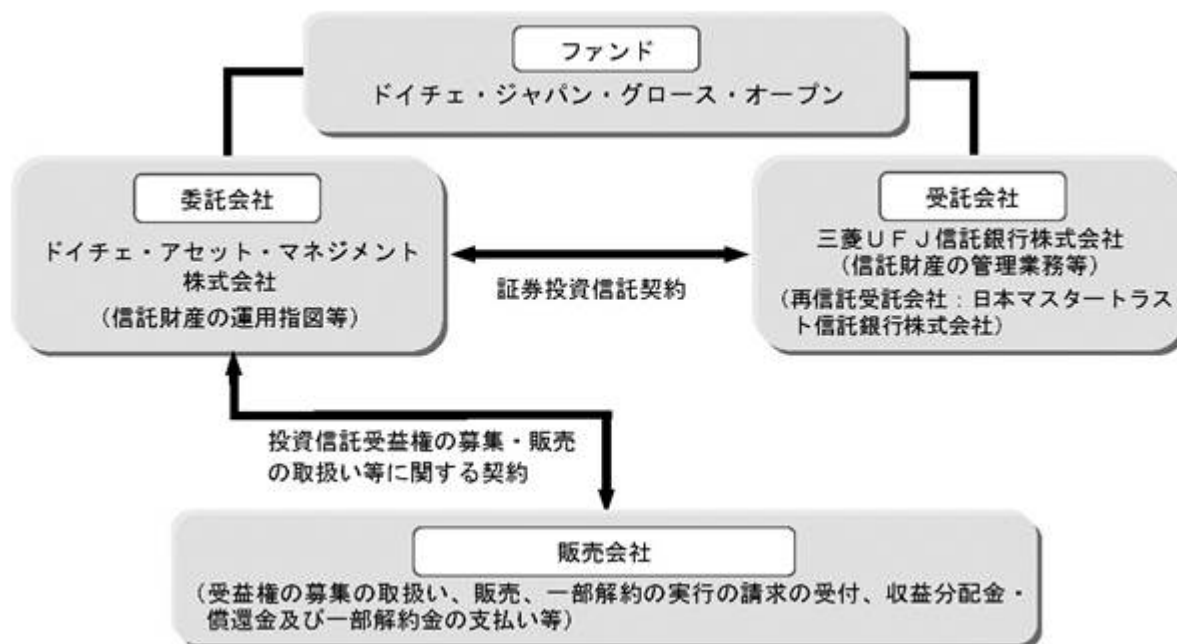 ファンド
ドイチェ・ジャパン・グロース・オープン
委託会社
ドイチェ・アセット・マネジメント
株式会社
（信託財産の運用指図等）
証券投資信託契約
受託会社
三菱ＵＦＪ信託銀行株式会社
（信託財産の管理業務等）
（再信託受託会社：日本マスタートラス
ト信託銀行株式会社）
投資信託受益権の募集・販売
の取扱い等に関する契約
販売会社
（受益権の募集の取扱い、販売、一部解約の実行の請求の受付、収益分配金・
償還金及び一部解約金の支払い等）